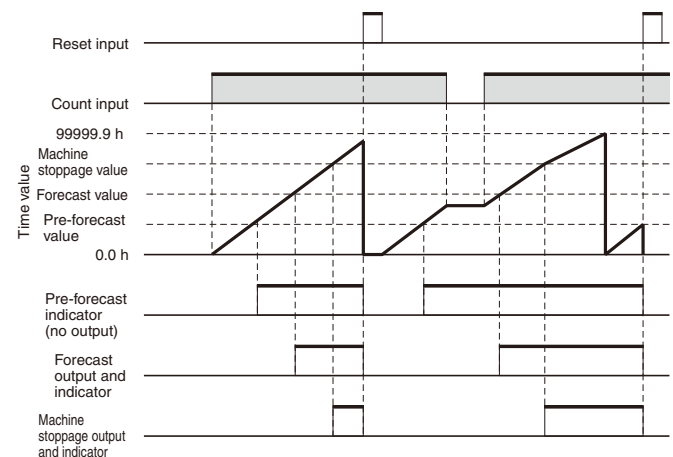 Reset input
Count input
99999.9 h
Machine
stoppage value
Forecast value
Pre-forecast
value
0.0 h
Time value
Pre-forecast
indicator
(no output)
Forecast
output and
indicator
Machine
stoppage output
and indicator